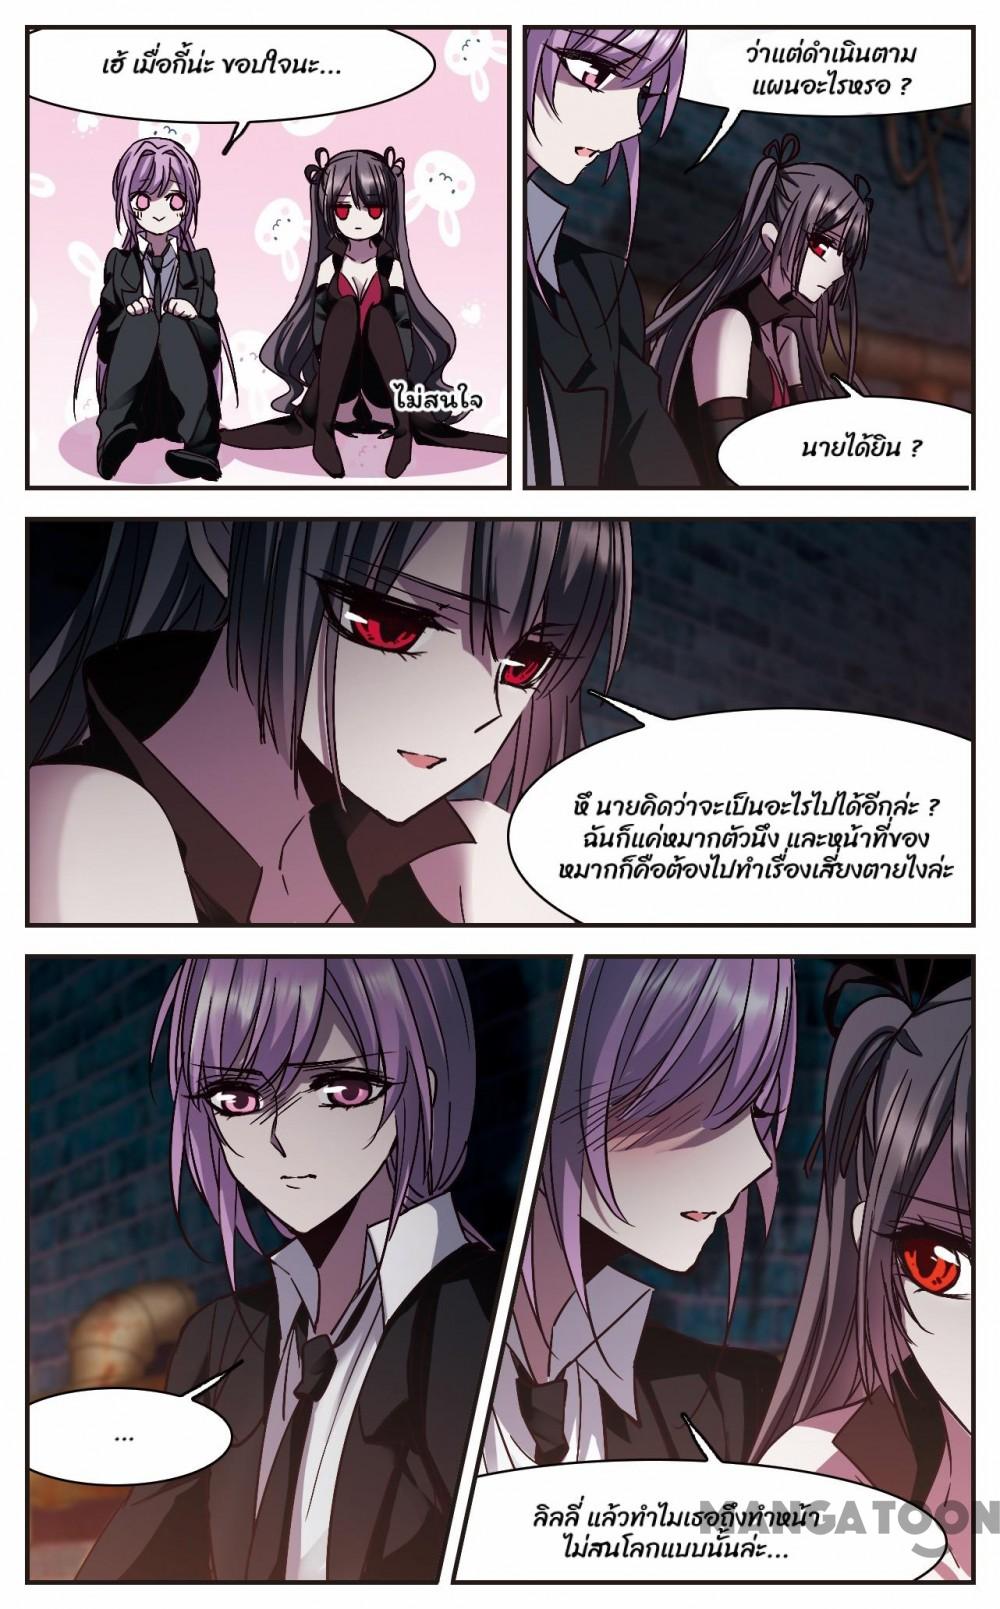 เฮ้ เมื่อกี้น่ะ ขอบใจนะ...
ไม่สนใจ
ว่าแต่ดำเนินตาม
แผนอะไรหรอ ?
นายได้ยิน ?
หึ นายคิดว่าจะเป็นอะไรไปได้อีกล่ะ ?
ฉันก็แค่หมากตัวนึง และหน้าที่ของ
หมากก็คือต้องไปทำเรื่องเสี่ยงตายไงล่ะ
...
ลิลลี่ แล้วทำไมเธอถึงทำหน้า
ไม่สนโลกแบบนั้นล่ะ...
MANGATOON